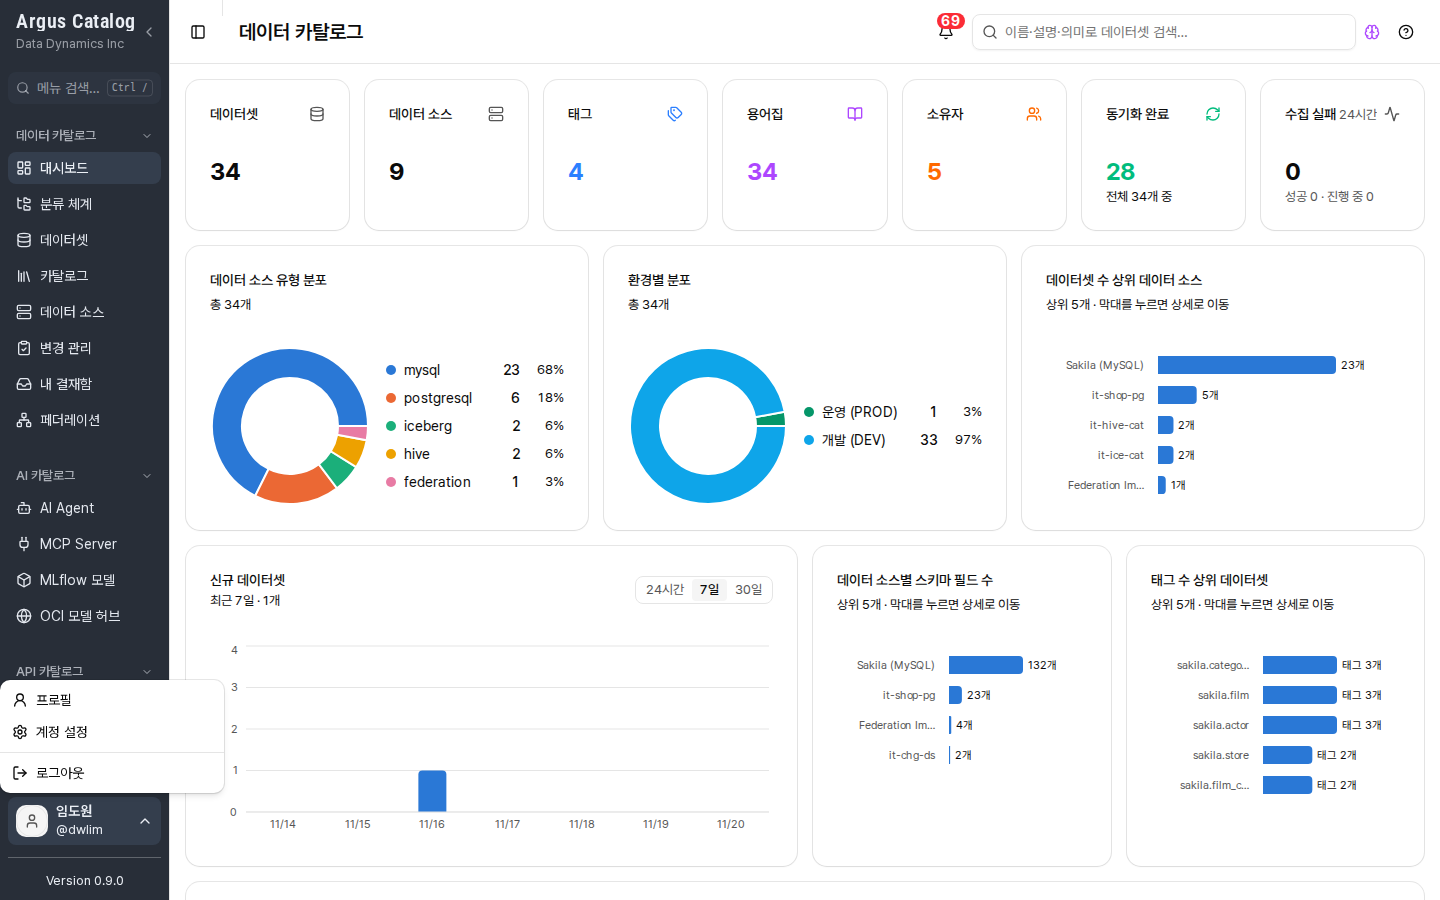 Argus Catalog
Data Dynamics Inc
메뉴 검색... Ctrl /
데이터 카탈로그
대시보드
분류 체계
데이터셋
카탈로그
데이터 소스
변경 관리
내 결재함
페더레이션
AI 카탈로그
AI Agent
MCP Server
MLflow 모델
OCI 모델 허브
API 카탈로그
프로필
계정 설정
로그아웃
임도원
@dwlim
Version 0.9.0
데이터 카탈로그
69
이름·설명·의미로 데이터셋 검색...
데이터셋
34
데이터 소스
9
태그
4
용어집
34
소유자
5
동기화 완료
28
전체 34개 중
수집 실패 24시간
0
성공 0 · 진행 중 0
데이터 소스 유형 분포
총 34개
mysql 23 68%
postgresql 6 18%
iceberg 2 6%
hive 2 6%
federation 1 3%
환경별 분포
총 34개
운영 (PROD) 1 3%
개발 (DEV) 33 97%
데이터셋 수 상위 데이터 소스
상위 5개 · 막대를 누르면 상세로 이동
Sakila (MySQL) 23개
it-shop-pg 5개
it-hive-cat 2개
it-ice-cat 2개
Federation Im... 1개
신규 데이터셋
최근 7일 · 1개
24시간 7일 30일
4
3
2
1
0
11/14 11/15 11/16 11/17 11/18 11/19 11/20
데이터 소스별 스키마 필드 수
상위 5개 · 막대를 누르면 상세로 이동
Sakila (MySQL) 132개
it-shop-pg 23개
Federation Im... 4개
it-chg-ds 2개
태그 수 상위 데이터셋
상위 5개 · 막대를 누르면 상세로 이동
sakila.catego... 태그 3개
sakila.film 태그 3개
sakila.actor 태그 3개
sakila.store 태그 2개
sakila.film_c... 태그 2개